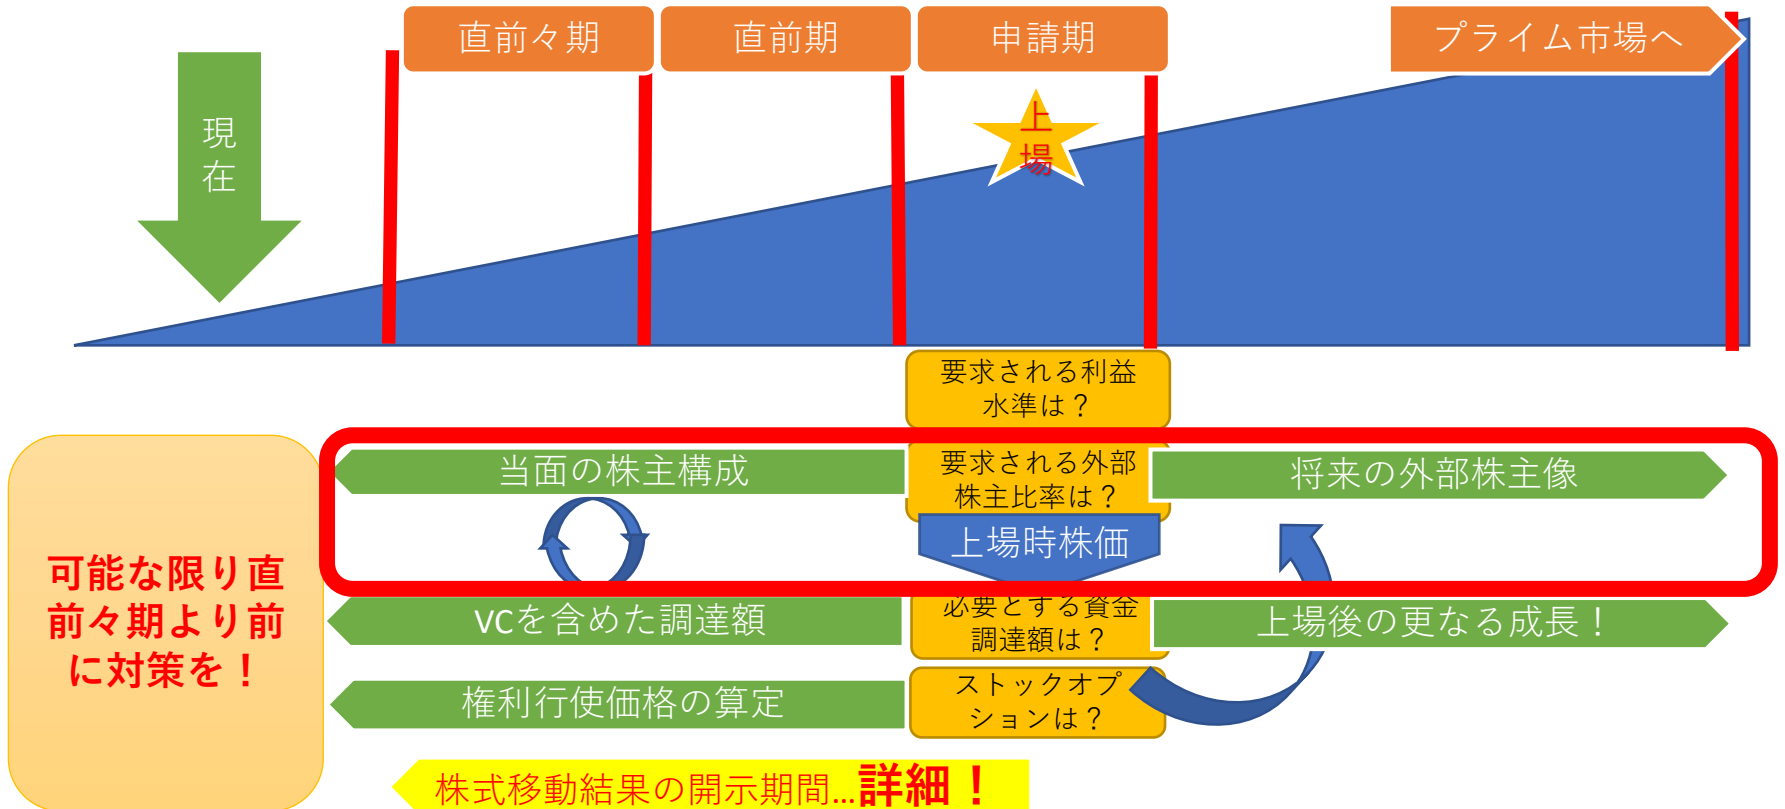 直前々期
直前期
申請期
プライム市場へ
現
在
上
場
要求される利益
水準は？
当面の株主構成
要求される外部
株主比率は？
将来の外部株主像
上場時株価
可能な限り直
前々期より前
に対策を！
VCを含めた調達額
必要とする資金
調達額は？
上場後の更なる成長！
権利行使価格の算定
ストックオプ
ションは？
株式移動結果の開示期間…詳細！